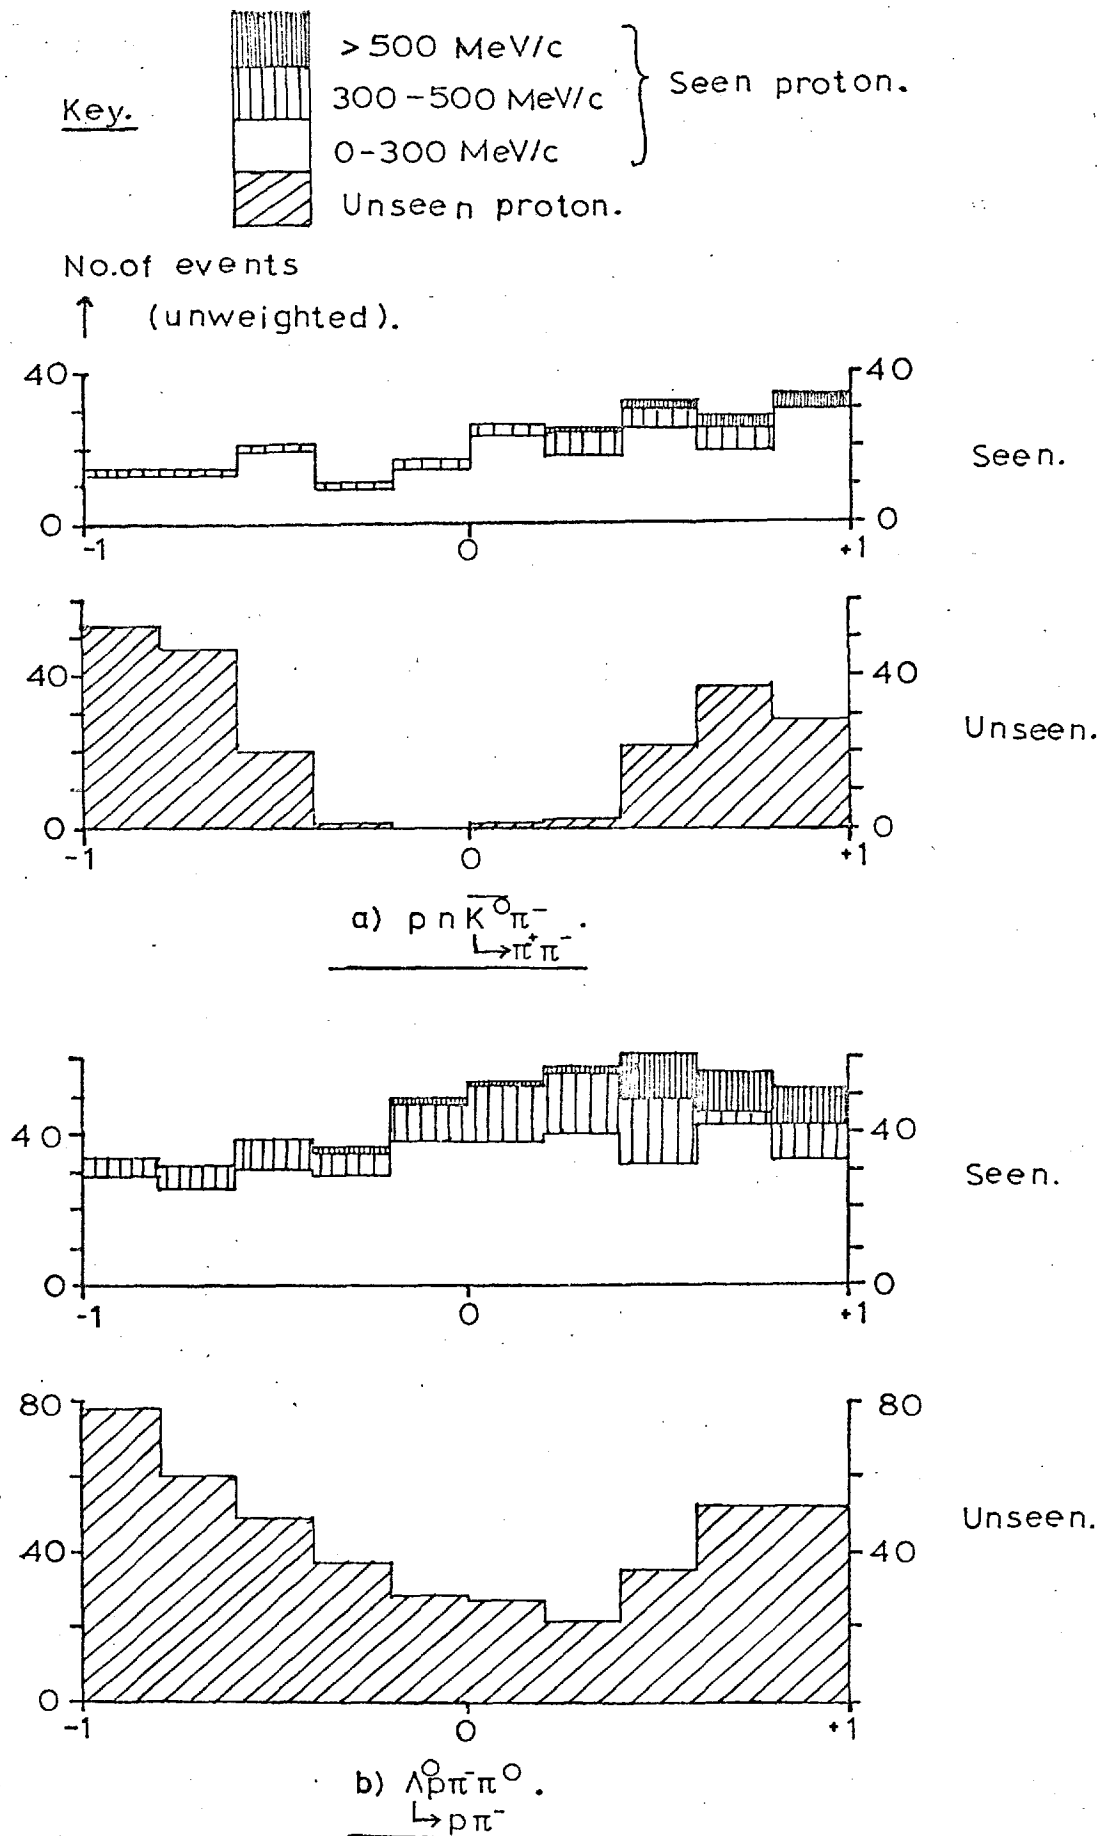 Key.
>500 MeV/c
300-500 MeV/c
0-300 MeV/c
Seen proton.
Unseen proton.
No.of events
(unweighted).
40 40
Seen.
0 0
-1 0 +1
40 40
Unseen.
0 0
-1 0 +1
a) p n K̅⁰ π⁻ .
↳ π⁺ π⁻
40 40
Seen.
0 0
-1 0 +1
80 80
Unseen.
40 40
0
-1 0 +1
b) Λ⁰ p π⁻ π⁰ .
↳ p π⁻